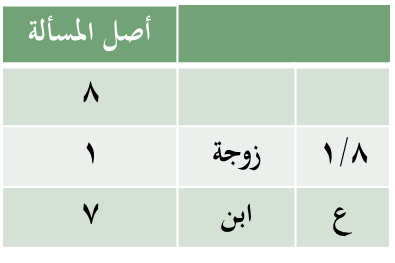 أصل المسألة
٨
١/٨ زوجة ١
ع ابن ٧